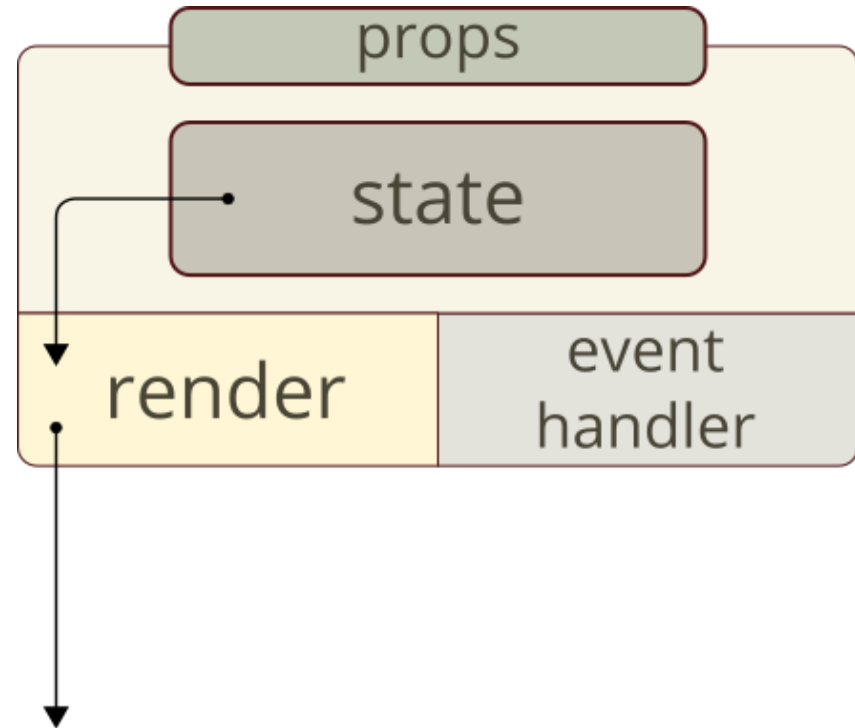 props
state
render
event
handler